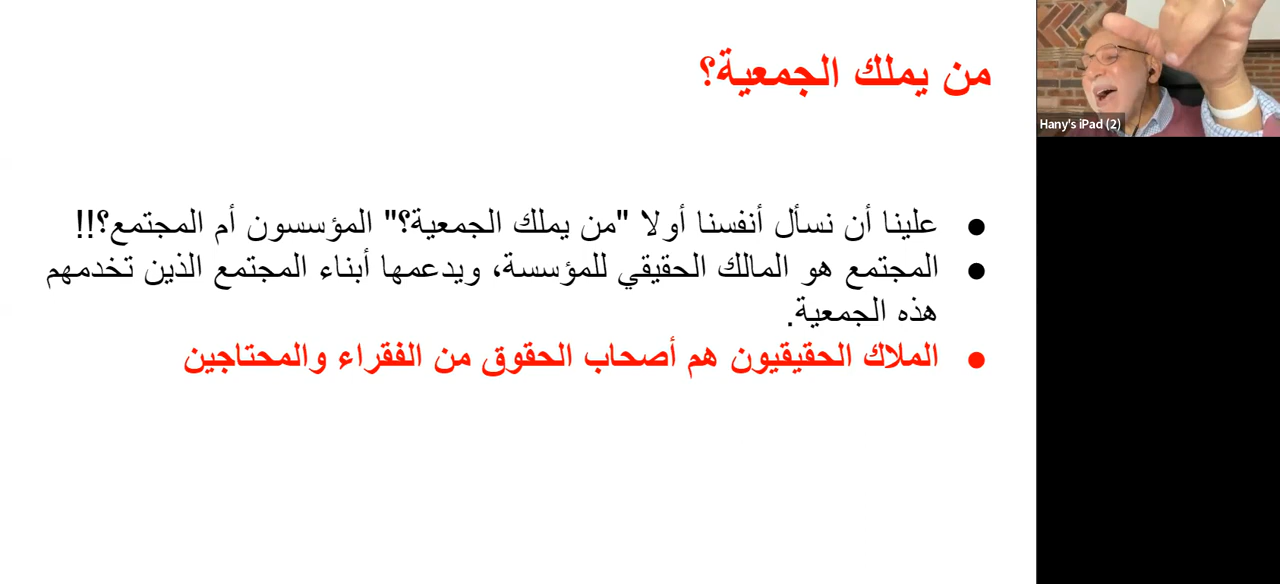 من يملك الجمعية؟
● علينا أن نسأل أنفسنا أولا "من يملك الجمعية؟" المؤسسون أم المجتمع؟!!
● المجتمع هو المالك الحقيقي للمؤسسة، ويدعمها أبناء المجتمع الذين تخدمهم
هذه الجمعية.
● الملاك الحقيقيون هم أصحاب الحقوق من الفقراء والمحتاجين
Hany's iPad (2)